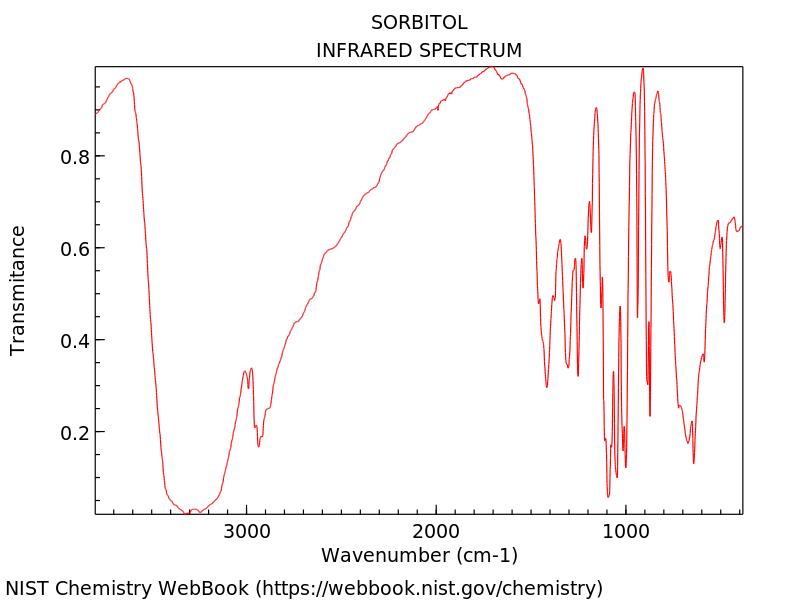 SORBITOL
INFRARED SPECTRUM
Transmitance
0.8
0.6
0.4
0.2
3000 2000 1000
Wavenumber (cm-1)
NIST Chemistry WebBook (https://webbook.nist.gov/chemistry)